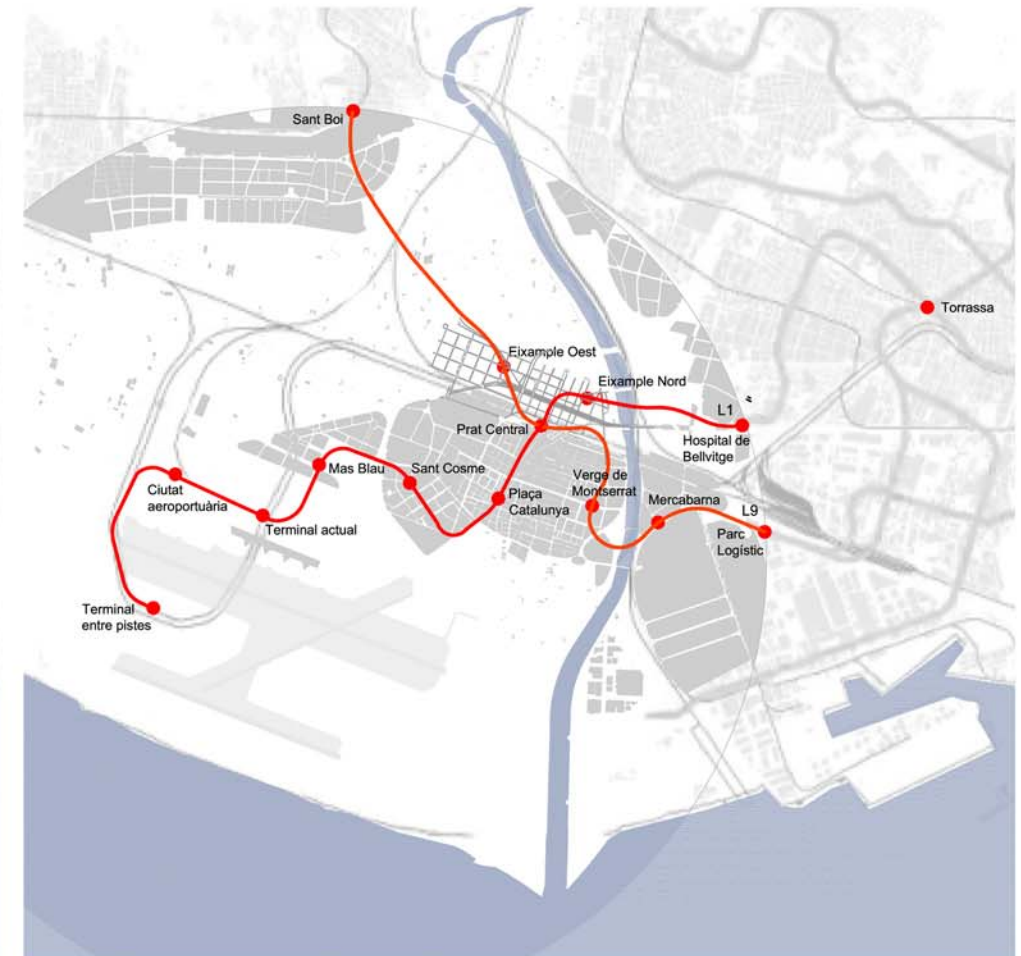 Sant Boi
Torrassa
Eixample Oest
Eixample Nord
L1
"
Prat Central
Hospital de
Bellvitge
Mas Blau
Sant Cosme
Verge de
Montserrat
Ciutat
aeroportuària
Plaça
Catalunya
Mercabarna
L9
Terminal actual
Parc
Logístic
Terminal
entre pistes